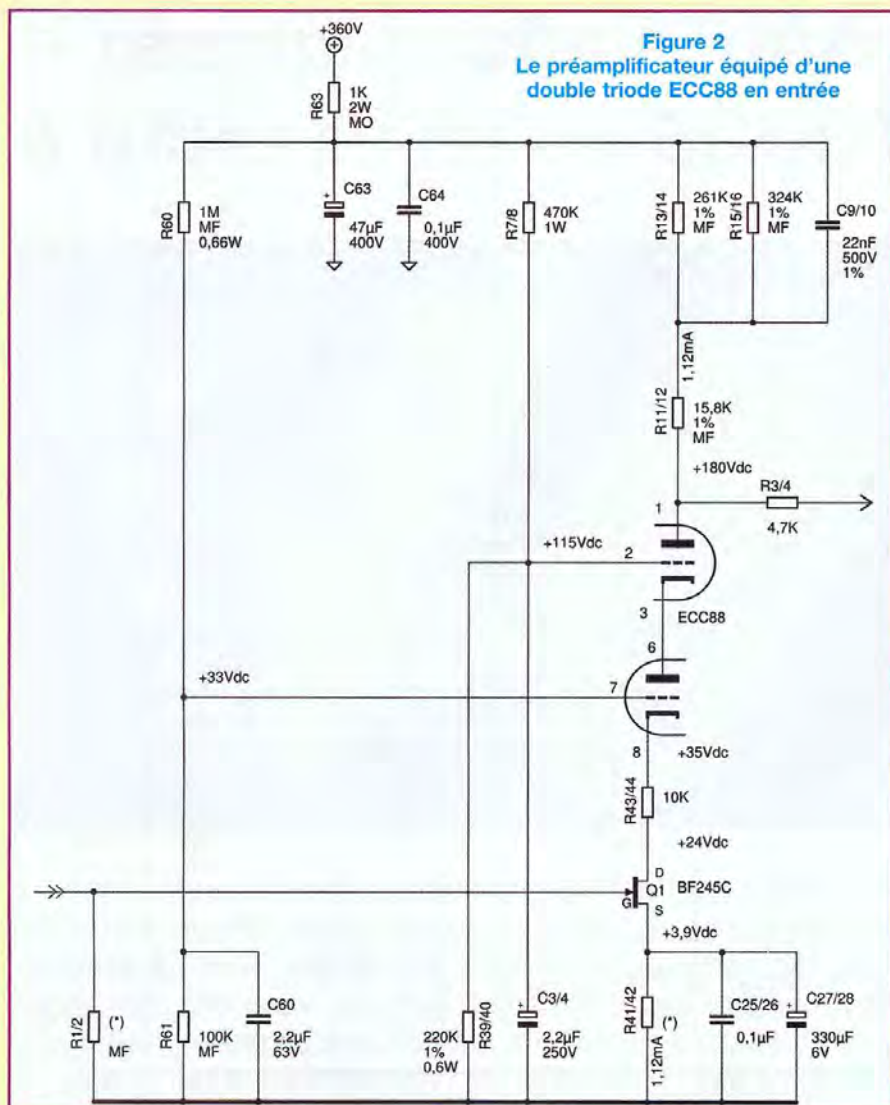 Figure 2
Le préamplificateur équipé d'une
double triode ECC88 en entrée
+360V
R63
1K
2W
MO
R60
1M
MF
0,66W
+
C63
47µF
400V
C64
0,1µF
400V
R7/8
470K
1W
R13/14
261K
1%
MF
R15/16
324K
1%
MF
C9/10
22nF
500V
1%
1,12mA
R11/12
15,8K
1%
MF
+180Vdc
R3/4
4,7K
1
+115Vdc
2
3
ECC88
6
+33Vdc
7
8
+35Vdc
R43/44
10K
+24Vdc
D
Q1
BF245C
G
S
+3,9Vdc
R1/2
(*)
MF
R61
100K
MF
C60
2,2µF
63V
220K
1%
0,6W
R39/40
+
C3/4
2,2µF
250V
R41/42
(*)
1,12mA
C25/26
0,1µF
+
C27/28
330µF
6V